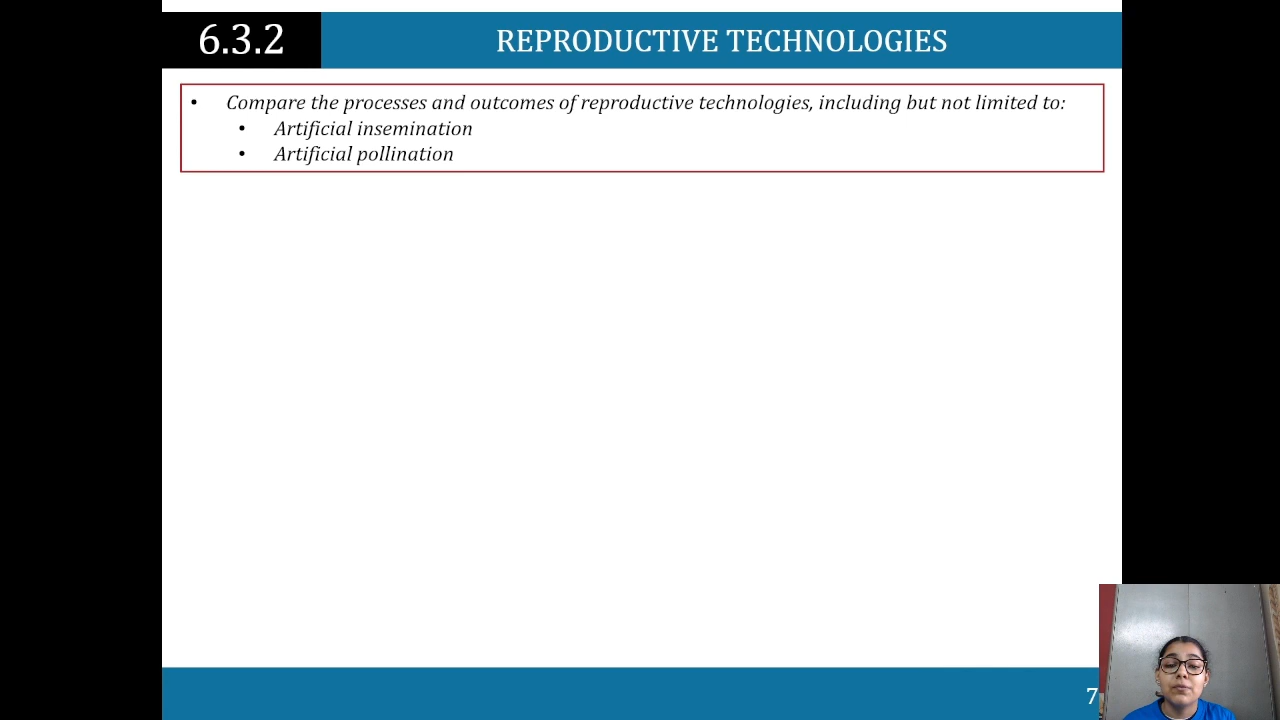 6.3.2
REPRODUCTIVE TECHNOLOGIES
• Compare the processes and outcomes of reproductive technologies, including but not limited to:
• Artificial insemination
• Artificial pollination
7